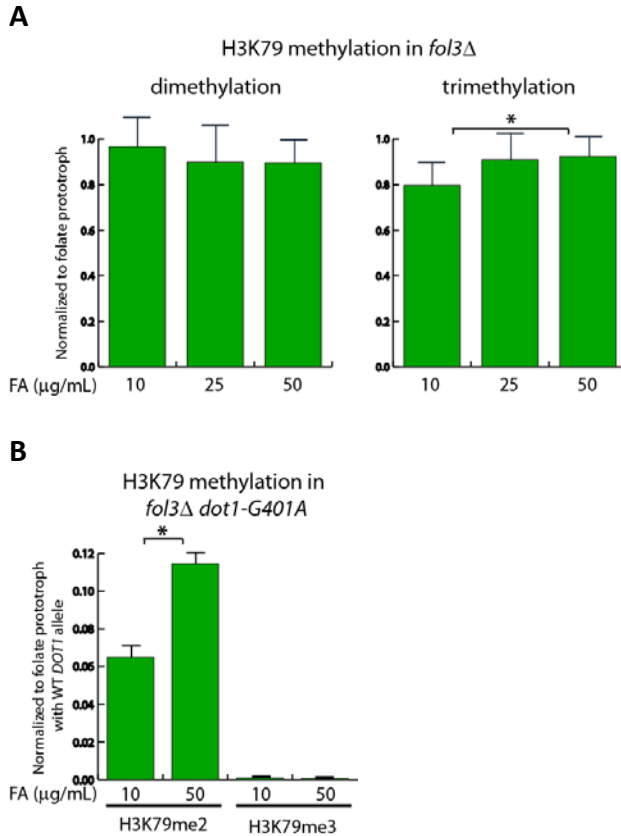 A
H3K79 methylation in fol3Δ
dimethylation
trimethylation
*
Normalized to folate prototroph
1.0
0.8
0.6
0.4
0.2
0.0
1.0
0.8
0.6
0.4
0.2
0.0
FA (µg/mL) 10 25 50 10 25 50
B
H3K79 methylation in
fol3Δ dot1-G401A
*
Normalized to folate prototroph
with WT DOT1 allele
0.12
0.10
0.08
0.06
0.04
0.02
0.00
FA (µg/mL) 10 50 10 50
H3K79me2 H3K79me3